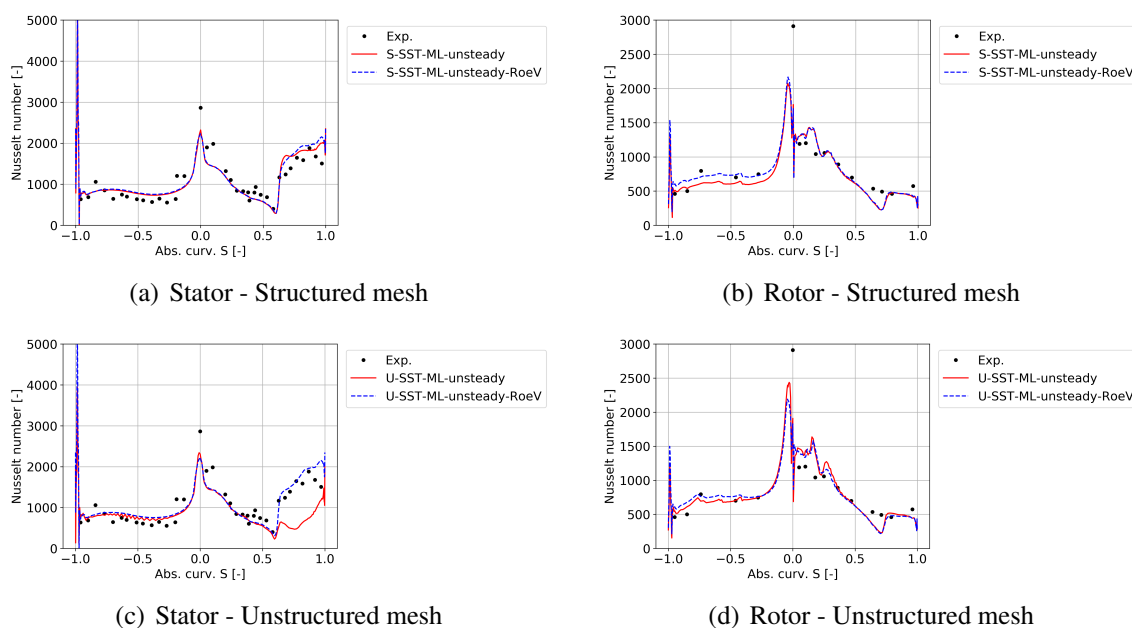 5000
4000
3000
2000
1000
0
Nusselt number [-]
−1.0 −0.5 0.0 0.5 1.0
Abs. curv. S [-]
Exp.
S-SST-ML-unsteady
S-SST-ML-unsteady-RoeV
(a) Stator - Structured mesh
3000
2500
2000
1500
1000
500
0
Nusselt number [-]
−1.0 −0.5 0.0 0.5 1.0
Abs. curv. S [-]
Exp.
S-SST-ML-unsteady
S-SST-ML-unsteady-RoeV
(b) Rotor - Structured mesh
5000
4000
3000
2000
1000
0
Nusselt number [-]
−1.0 −0.5 0.0 0.5 1.0
Abs. curv. S [-]
Exp.
U-SST-ML-unsteady
U-SST-ML-unsteady-RoeV
(c) Stator - Unstructured mesh
3000
2500
2000
1500
1000
500
0
Nusselt number [-]
−1.0 −0.5 0.0 0.5 1.0
Abs. curv. S [-]
Exp.
U-SST-ML-unsteady
U-SST-ML-unsteady-RoeV
(d) Rotor - Unstructured mesh